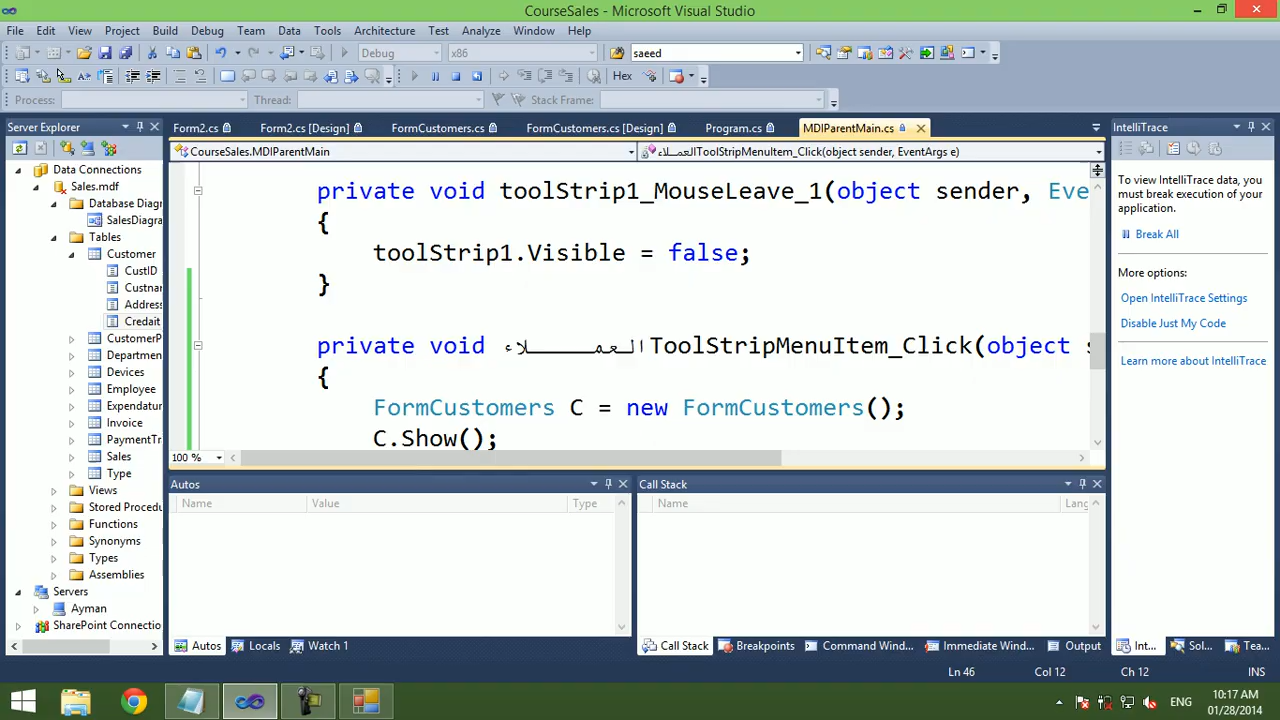 CourseSales - Microsoft Visual Studio
File Edit View Project Build Debug Team Data Tools Architecture Test Analyze Window Help
Debug x86 saeed
Hex
Process: Thread: Stack Frame:
Server Explorer
Form2.cs Form2.cs [Design] FormCustomers.cs FormCustomers.cs [Design] Program.cs MDIParentMain.cs
IntelliTrace
CourseSales.MDIParentMain
العمـــلاءToolStripMenuItem_Click(object sender, EventArgs e)
Data Connections
Sales.mdf
Database Diagr
SalesDiagra
Tables
Customer
CustID
Custnar
Address
Credait
CustomerP
Departmen
Devices
Employee
Expendatur
Invoice
PaymentTr
Sales
Type
Views
Stored Procedu
Functions
Synonyms
Types
Assemblies
Servers
Ayman
SharePoint Connectio
private void toolStrip1_MouseLeave_1(object sender, Eve
{
toolStrip1.Visible = false;
}
private void العمـــــــلاءToolStripMenuItem_Click(object s
{
FormCustomers C = new FormCustomers();
C.Show();
100 %
To view IntelliTrace data, you
must break execution of your
application.
Break All
More options:
Open IntelliTrace Settings
Disable Just My Code
Learn more about IntelliTrace
Autos
Name Value Type
Call Stack
Name Lang
Autos Locals Watch 1
Call Stack Breakpoints Command Wind... Immediate Wind... Output
Int... Sol... Tea...
Ln 46 Col 12 Ch 12 INS
ENG
10:17 AM
01/28/2014